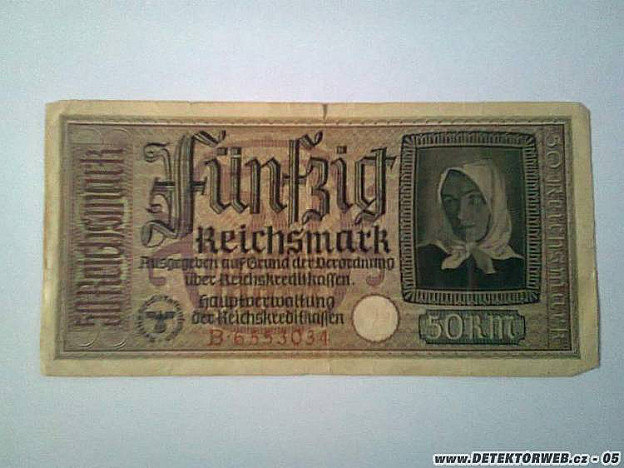 50 Reichsmark
Fünfzig
Reichsmark
Ausgegeben auf Grund der Verordnung
über Reichskreditkassen.
Hauptverwaltung
der Reichskreditkassen
B·6553034
50 RM
50 Reichsmark
www.DETEKTORWEB.cz - 05